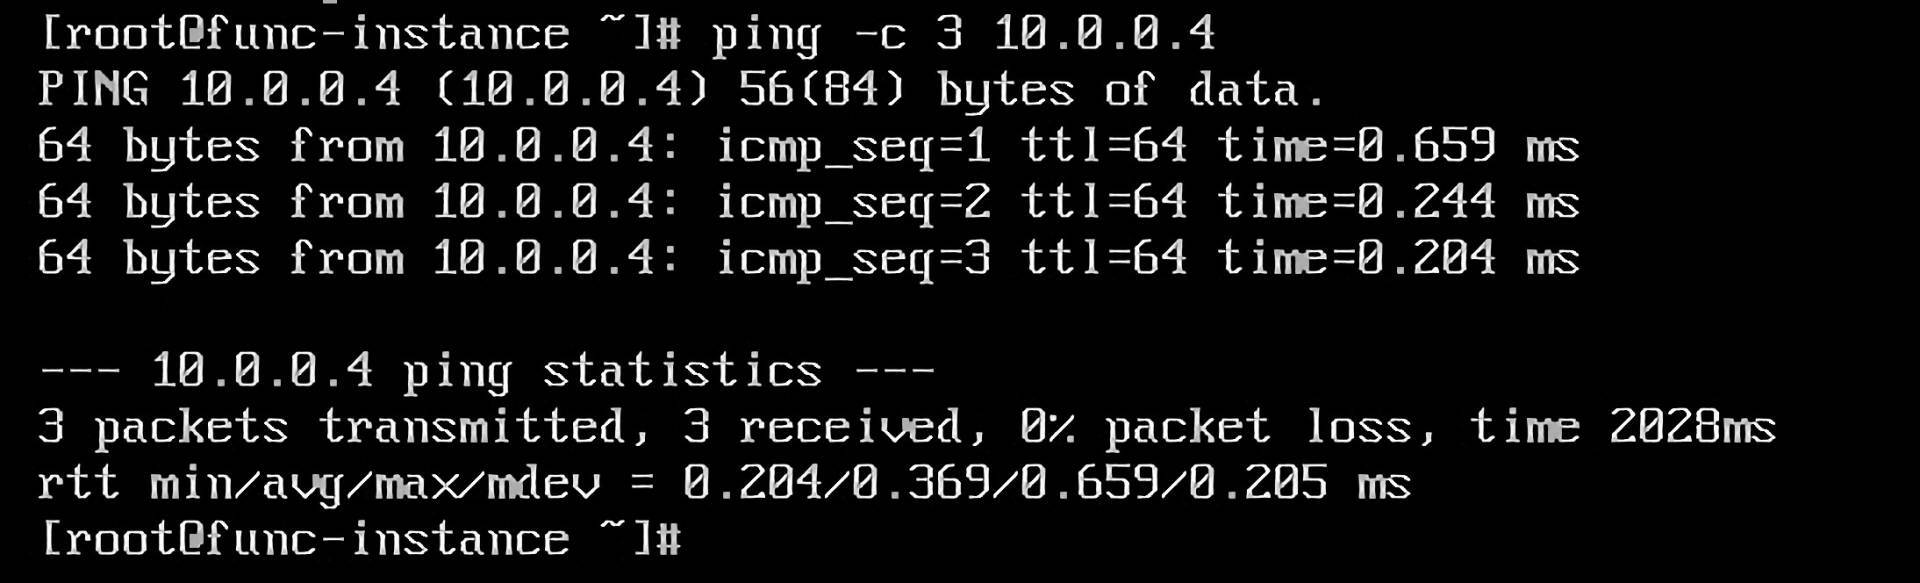 [root@func-instance ~]# ping -c 3 10.0.0.4
PING 10.0.0.4 (10.0.0.4) 56(84) bytes of data.
64 bytes from 10.0.0.4: icmp_seq=1 ttl=64 time=0.659 ms
64 bytes from 10.0.0.4: icmp_seq=2 ttl=64 time=0.244 ms
64 bytes from 10.0.0.4: icmp_seq=3 ttl=64 time=0.204 ms
--- 10.0.0.4 ping statistics ---
3 packets transmitted, 3 received, 0% packet loss, time 2028ms
rtt min/avg/max/mdev = 0.204/0.369/0.659/0.205 ms
[root@func-instance ~]#